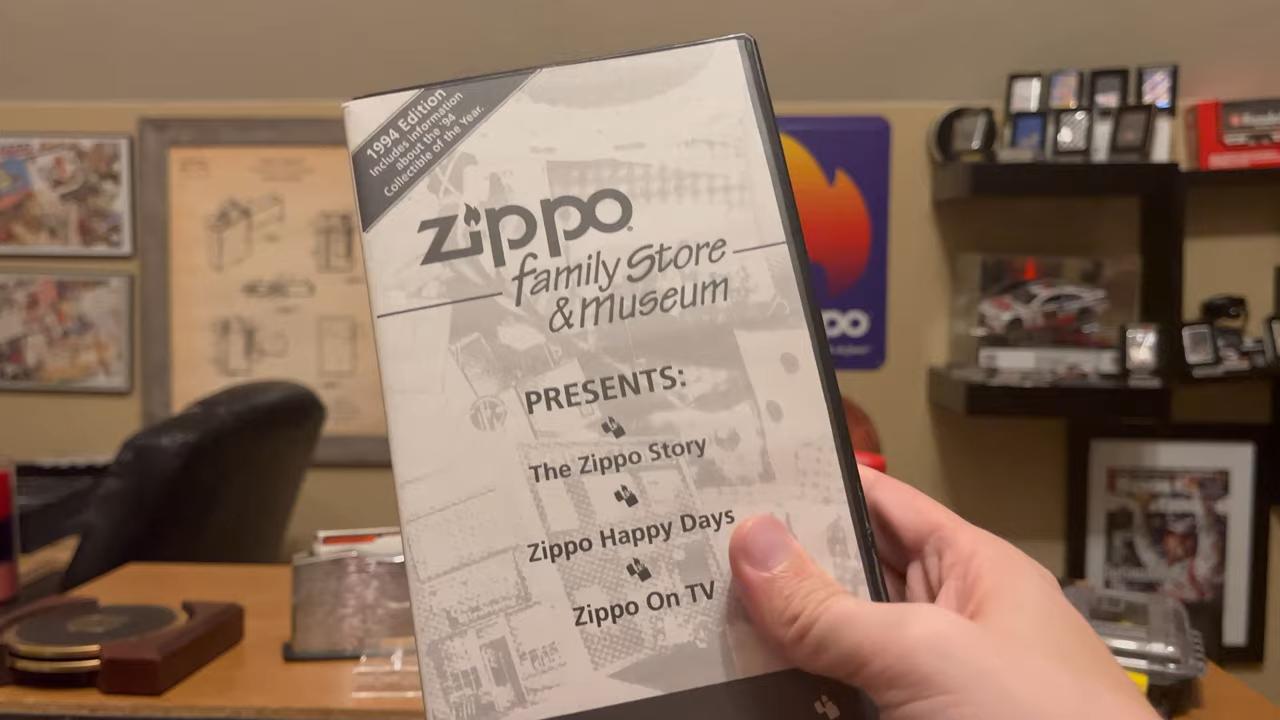 1994 Edition
Includes information
about the '94
Collectible of the Year.
zippo
family Store
& museum
PRESENTS:
The Zippo Story
Zippo Happy Days
Zippo On TV